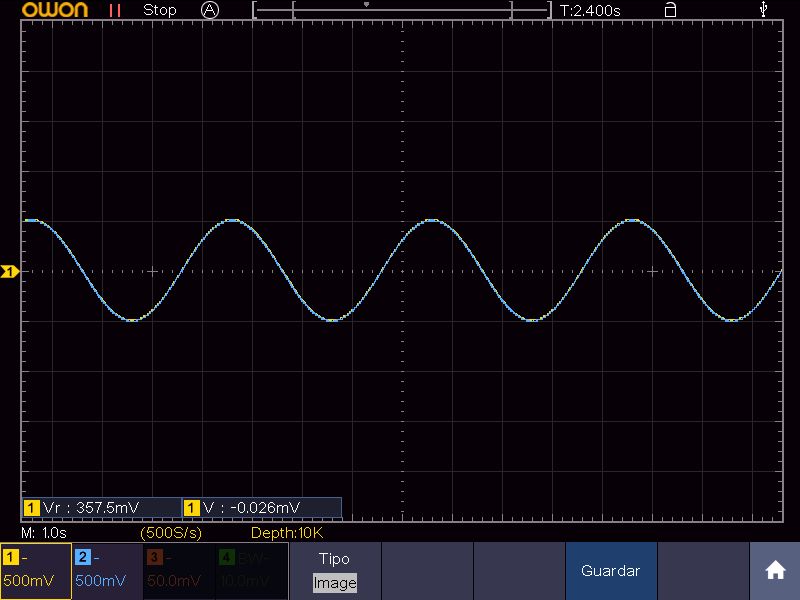 OWON Stop A T:2.400s
1
1 Vr : 357.5mV 1 V : -0.026mV
M: 1.0s (500S/s) Depth:10K
1 - 2 - 3 - 4 BW- Tipo
500mV 500mV 50.0mV 10.0mV Image Guardar